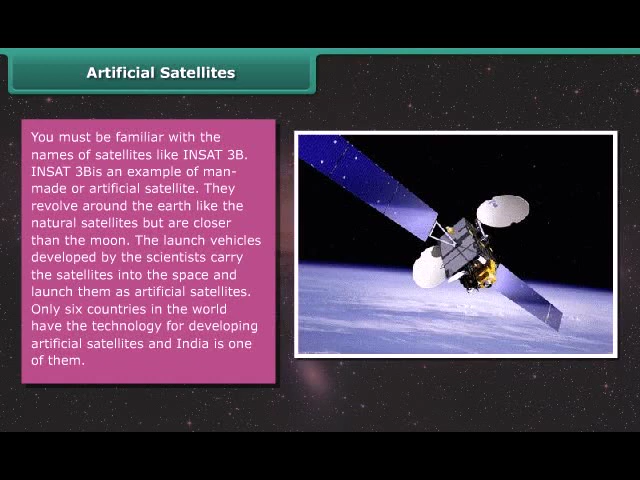 Artificial Satellites
You must be familiar with the
names of satellites like INSAT 3B.
INSAT 3Bis an example of man-
made or artificial satellite. They
revolve around the earth like the
natural satellites but are closer
than the moon. The launch vehicles
developed by the scientists carry
the satellites into the space and
launch them as artificial satellites.
Only six countries in the world
have the technology for developing
artificial satellites and India is one
of them.